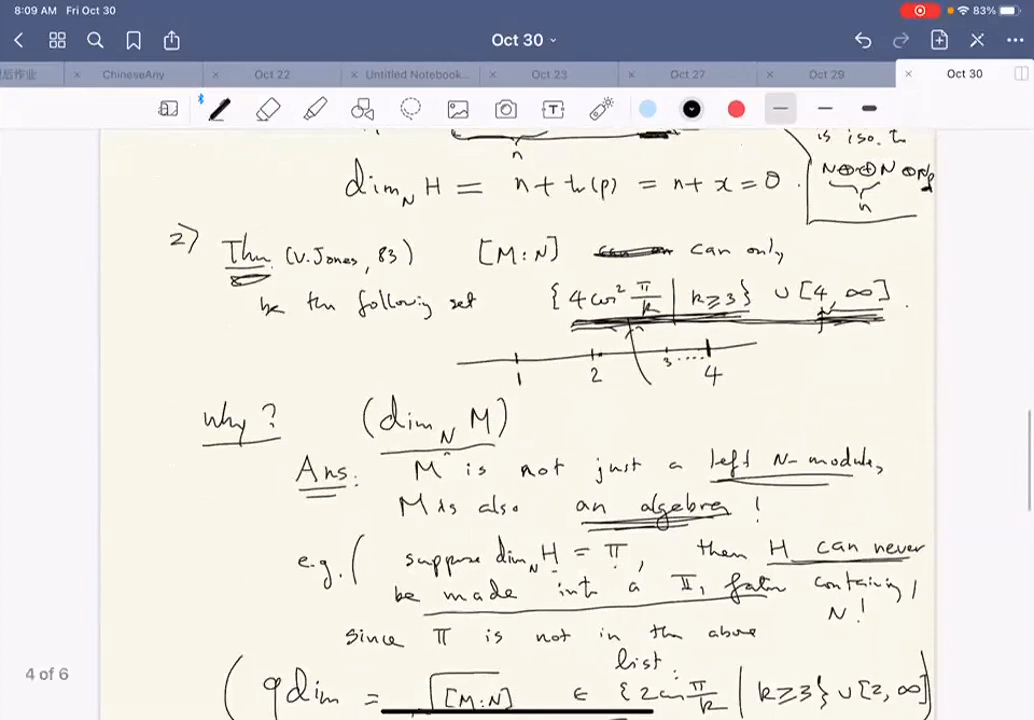 8:09 AM Fri Oct 30
83%
Oct 30
后作业
ChineseAny
Oct 22
Untitled Notebook...
Oct 23
Oct 27
Oct 29
Oct 30
n
is iso. to
N⊕⊕N ⊕Np
n
dim_N H = n + tr(p) = n + x = 0.
2) Thm (V. Jones, 83) [M:N] can only
be the following set {4cos² π/k | k≥3} ∪ [4, ∞].
1 2 3 .... 4
Why? (dim_N M)
Ans: M is not just a left N-module,
M is also an algebra!
e.g. ( suppose dim_N H = π, then H can never
be made into a II₁ containing
N!
since π is not in the above
list.
( qdim = √[M:N] ∈ {2cos π/k | k≥3} ∪ [2, ∞]
4 of 6